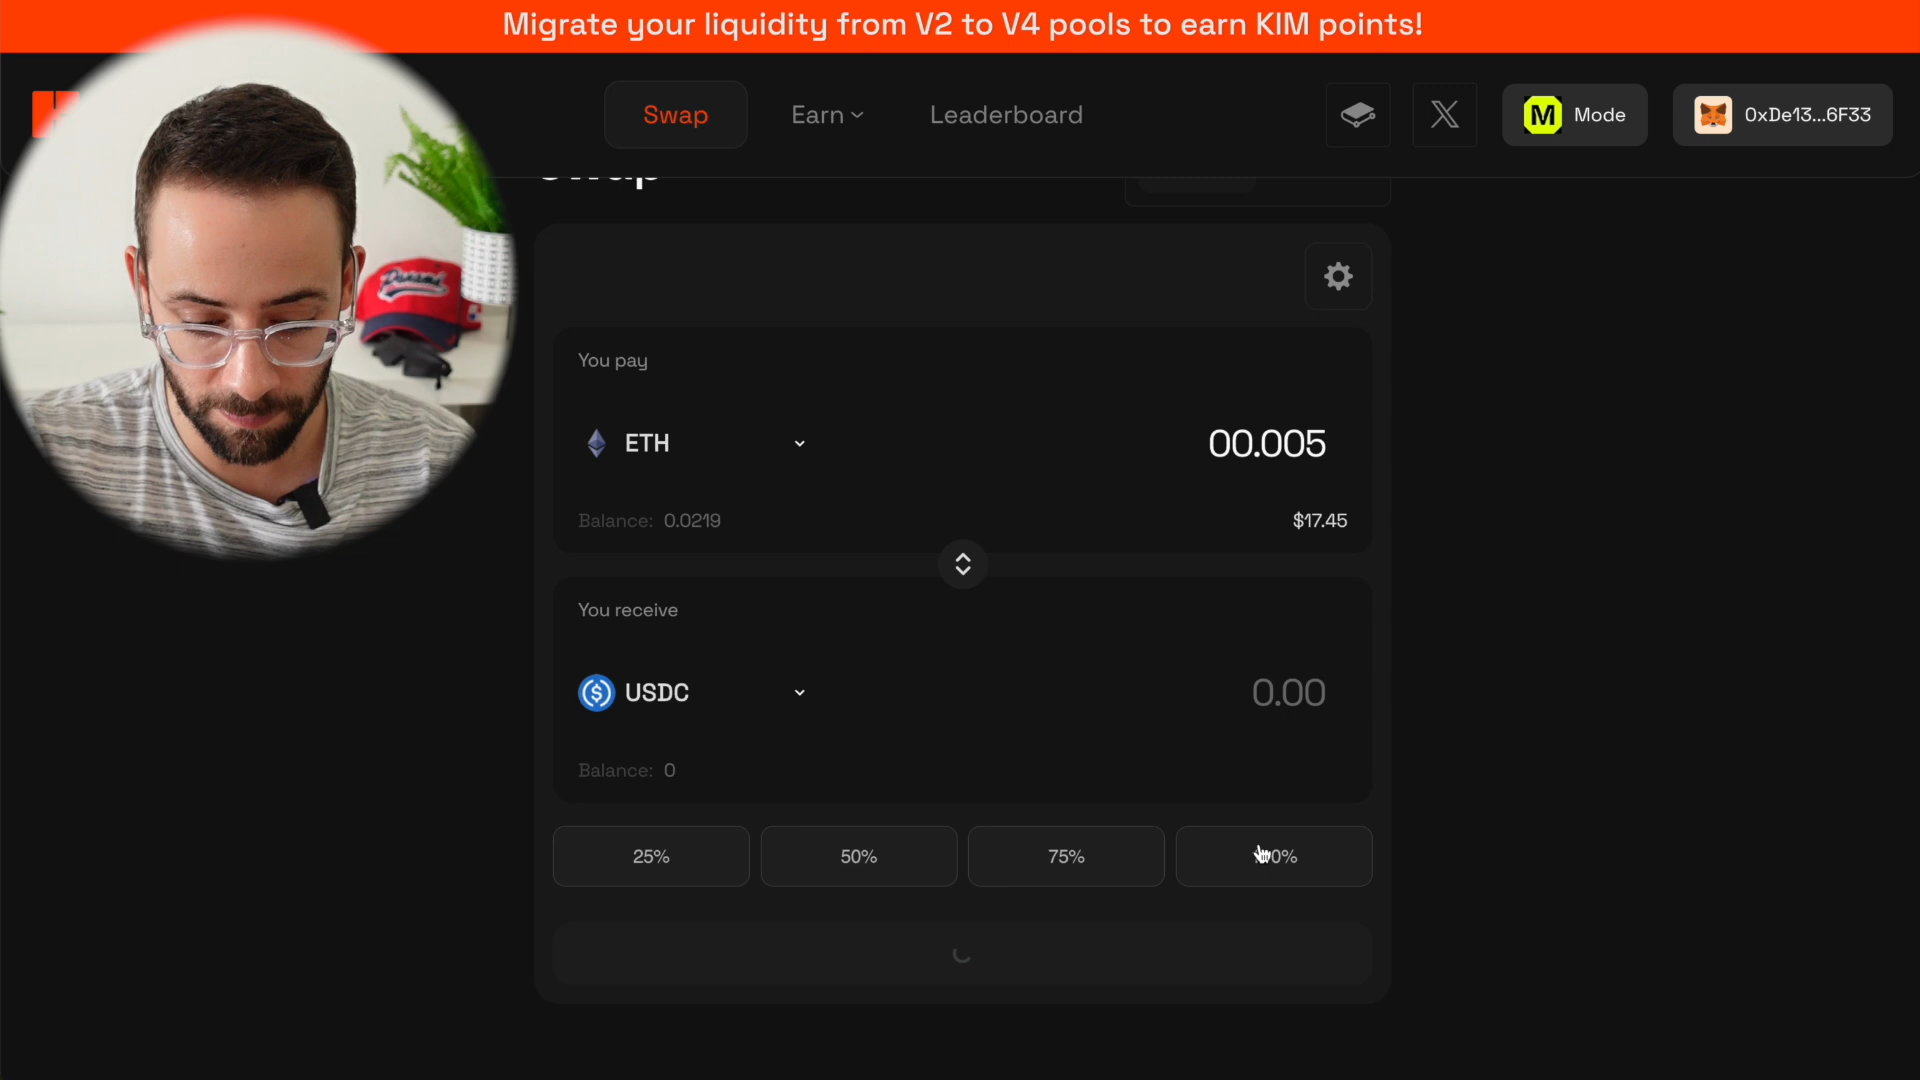 Migrate your liquidity from V2 to V4 pools to earn KIM points!
Swap
Earn
Leaderboard
Mode
0xDe13...6F33
Swap
You pay
ETH
00.005
Balance: 0.0219
$17.45
You receive
USDC
0.00
Balance: 0
25%
50%
75%